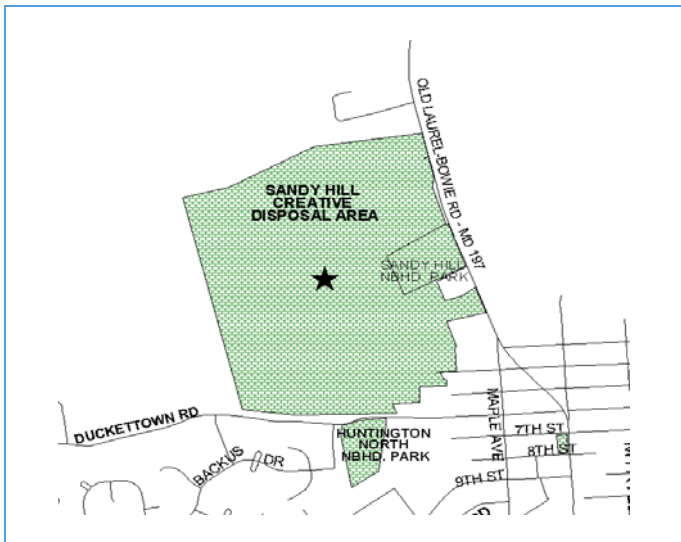 OLD LAUREL-BOWIE RD - MD 197
SANDY HILL
CREATIVE
DISPOSAL AREA
SANDY HILL
NBHD. PARK
DUCKETTOWN RD
MAPLE AVE
HUNTINGTON
NORTH
NBHD. PARK
7TH ST
8TH ST
9TH ST
BACKUS DR